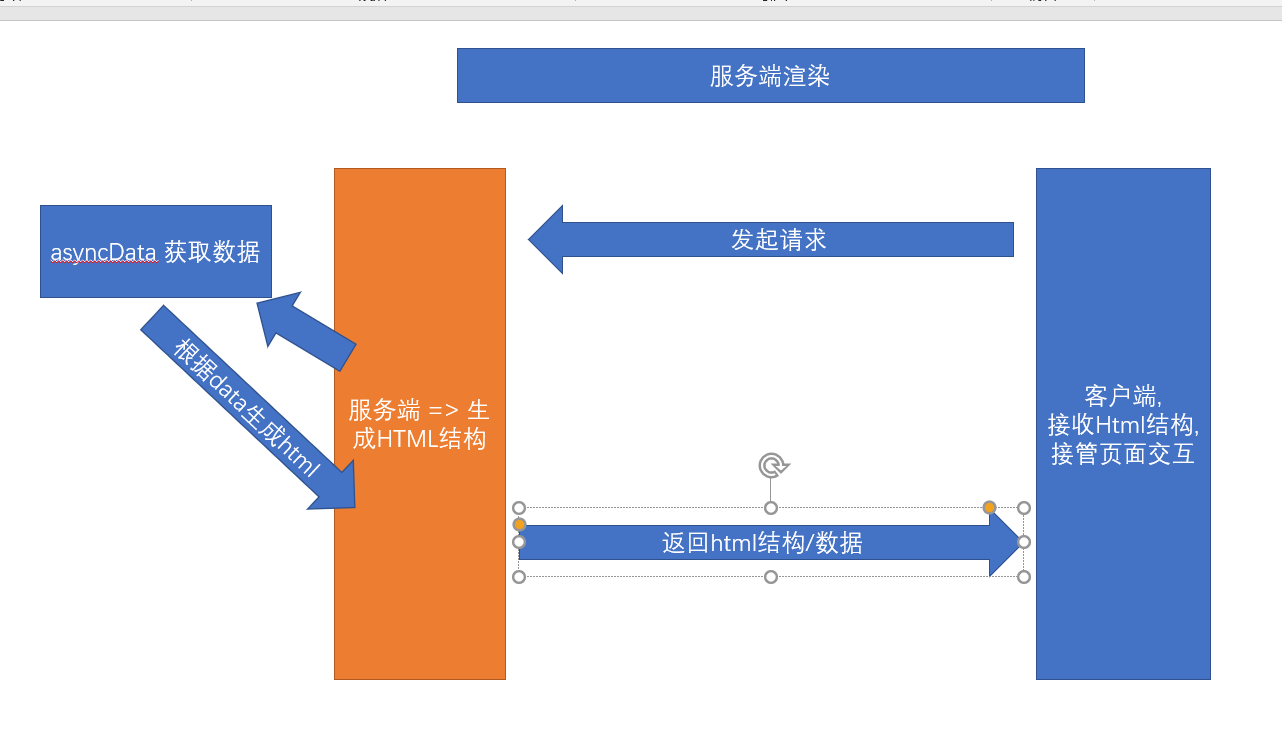 服务端渲染
asyncData 获取数据
发起请求
根据data生成html
服务端 => 生
成HTML结构
客户端,
接收Html结构,
接管页面交互
返回html结构/数据